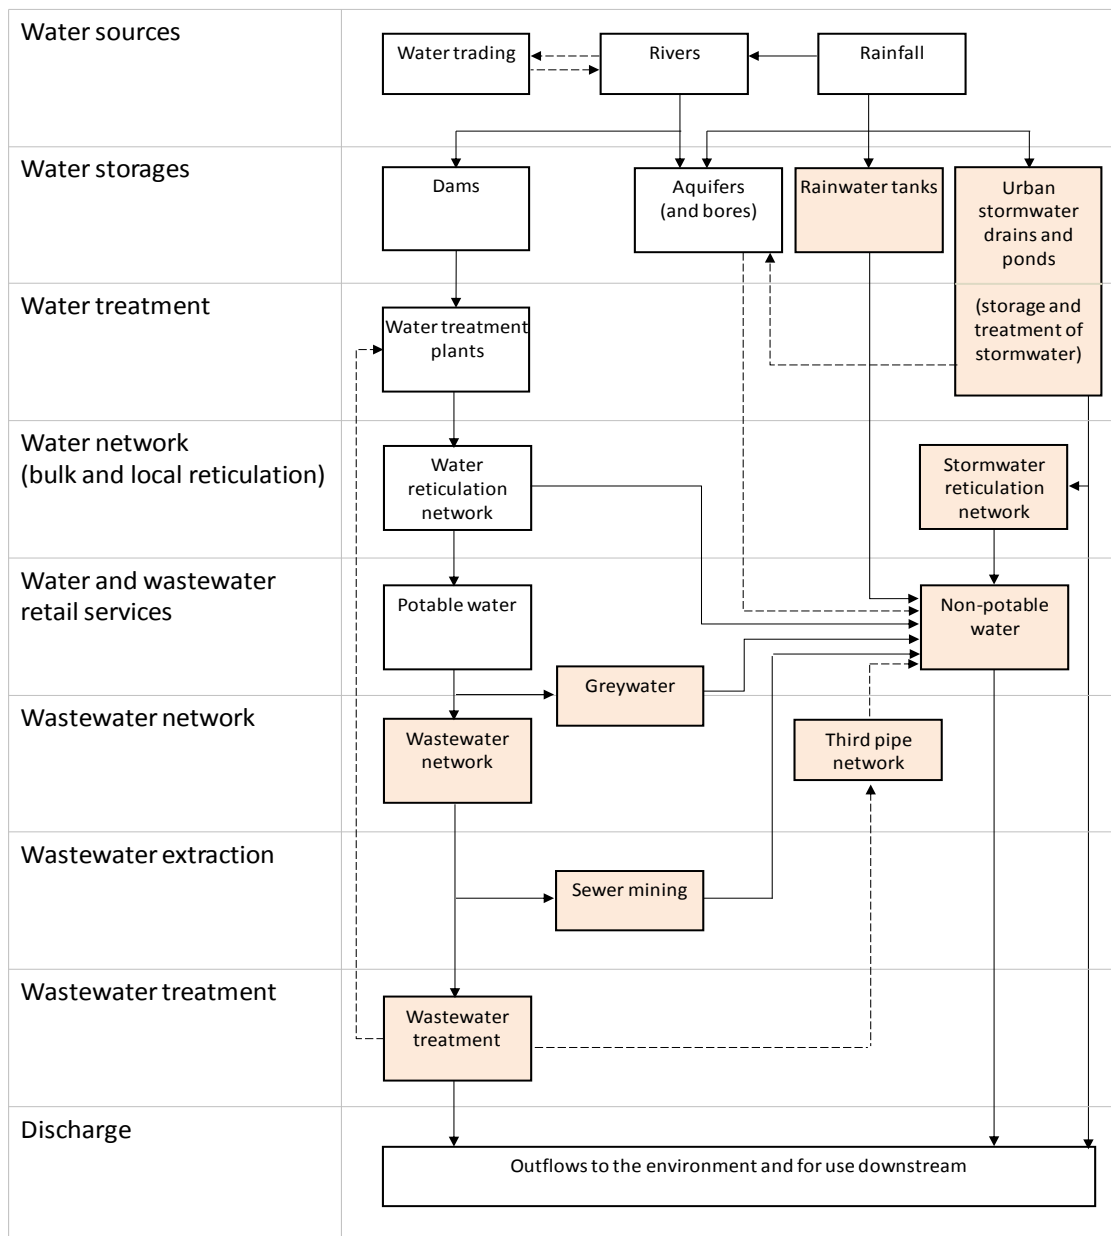 Water sources
Water trading
Rivers
Rainfall
Water storages
Dams
Aquifers
(and bores)
Rainwater tanks
Urban
stormwater
drains and
ponds
(storage and
treatment of
stormwater)
Water treatment
Water treatment
plants
Water network
(bulk and local reticulation)
Water
reticulation
network
Stormwater
reticulation
network
Water and wastewater
retail services
Potable water
Non-potable
water
Greywater
Wastewater network
Wastewater
network
Third pipe
network
Wastewater extraction
Sewer mining
Wastewater treatment
Wastewater
treatment
Discharge
Outflows to the environment and for use downstream